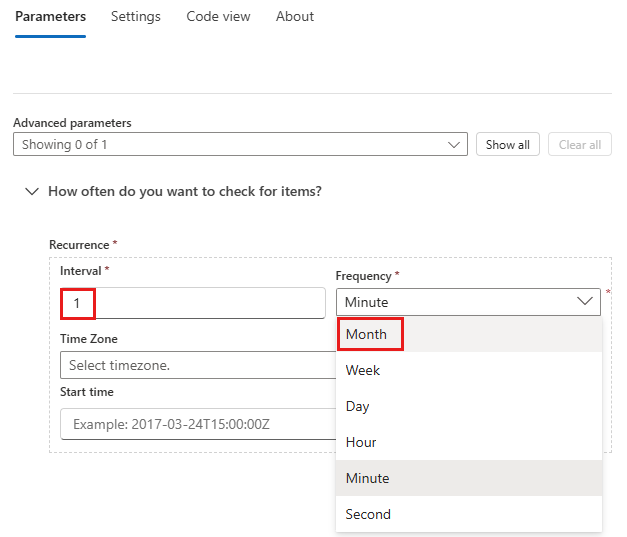 Parameters Settings Code view About
Advanced parameters
Showing 0 of 1 Show all Clear all
How often do you want to check for items?
Recurrence *
Interval * Frequency *
1 Minute *
Time Zone Month
Select timezone. Week
Start time Day
Example: 2017-03-24T15:00:00Z Hour
Minute
Second